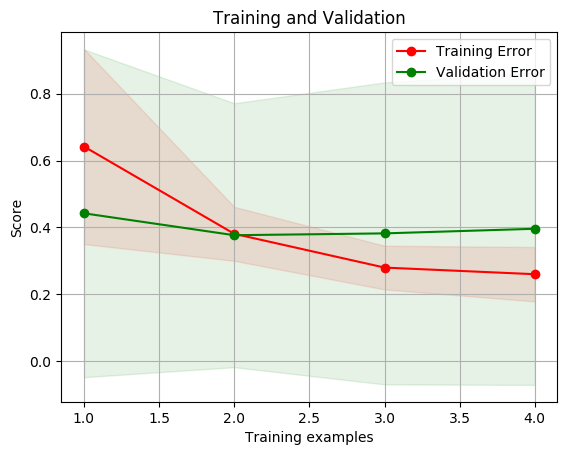 Training and Validation
Training Error
Validation Error
Score
0.8
0.6
0.4
0.2
0.0
1.0 1.5 2.0 2.5 3.0 3.5 4.0
Training examples